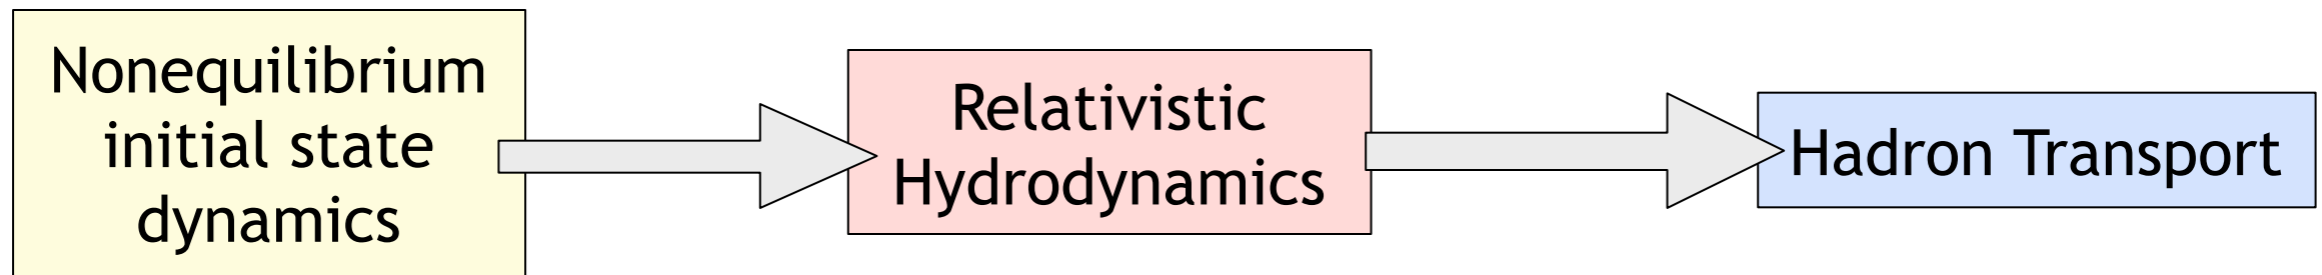 Nonequilibrium
initial state
dynamics
Relativistic
Hydrodynamics
Hadron Transport